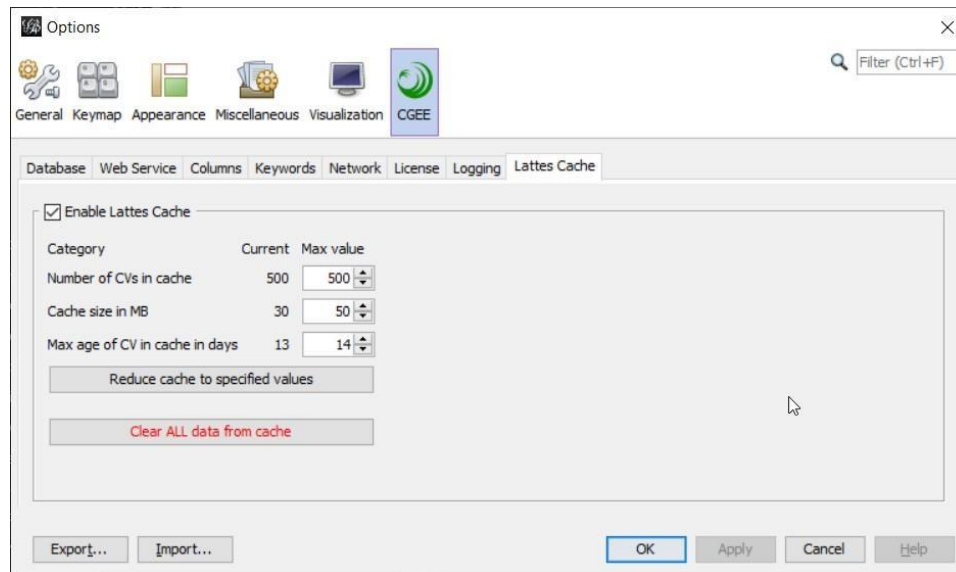 Options
Filter (Ctrl+F)
General Keymap Appearance Miscellaneous Visualization CGEE
Database Web Service Columns Keywords Network License Logging Lattes Cache
Enable Lattes Cache
Category Current Max value
Number of CVs in cache 500 500
Cache size in MB 30 50
Max age of CV in cache in days 13 14
Reduce cache to specified values
Clear ALL data from cache
Export... Import... OK Apply Cancel Help